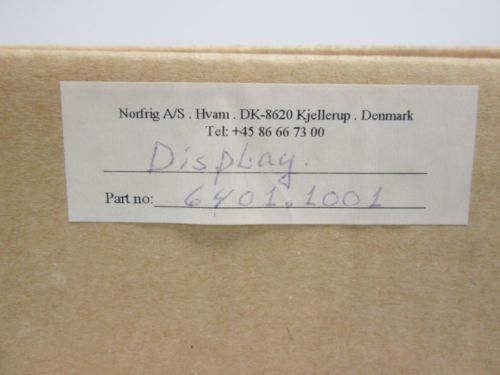 Norfrig A/S . Hvam . DK-8620 Kjellerup . Denmark
Tel: +45 86 66 73 00
Display.
Part no: 6401.1001